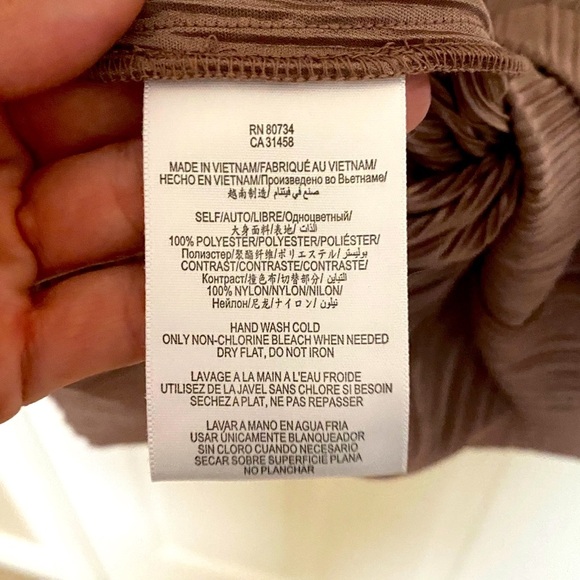 RN 80734
CA 31458
MADE IN VIETNAM/FABRIQUÉ AU VIETNAM/
HECHO EN VIETNAM/Произведено во Вьетнаме/
越南制造/ صنع في فيتنام/
SELF/AUTO/LIBRE/Одноцветный/
大身面料/表地/ الذات/
100% POLYESTER/POLYESTER/POLIÉSTER/
Полиэстер/聚酯纤维/ポリエステル/ بوليستر/
CONTRAST/CONTRASTE/CONTRASTE/
Контраст/撞色布/切替部分/ التباين/
100% NYLON/NYLON/NILON/
Нейлон/尼龙/ナイロン/ نيلون/
HAND WASH COLD
ONLY NON-CHLORINE BLEACH WHEN NEEDED
DRY FLAT, DO NOT IRON
LAVAGE A LA MAIN À L'EAU FROIDE
UTILISEZ DE LA JAVEL SANS CHLORE SI BESOIN
SECHEZ A PLAT, NE PAS REPASSER
LAVAR A MANO EN AGUA FRIA
USAR ÚNICAMENTE BLANQUEADOR
SIN CLORO CUANDO NECESARIO
SECAR SOBRE SUPERFICIE PLANA
NO PLANCHAR